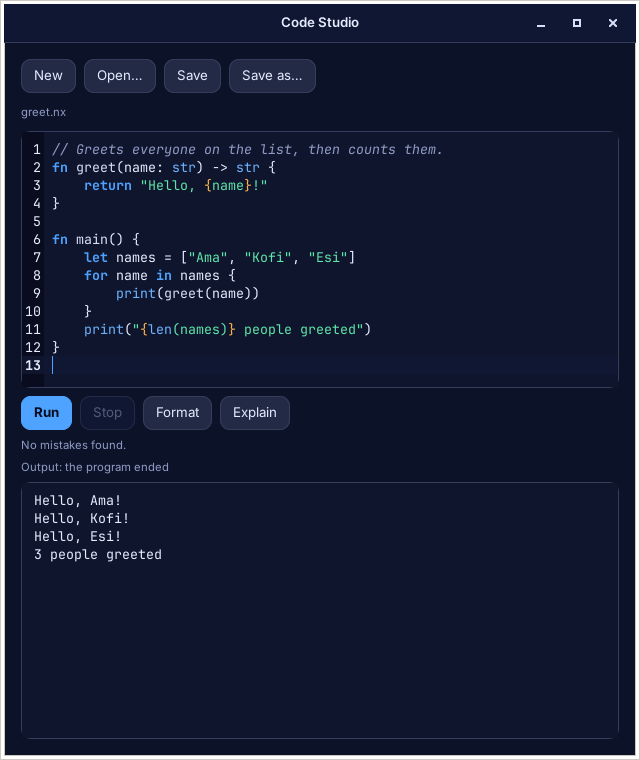 Code Studio
New Open... Save Save as...
greet.nx
1 // Greets everyone on the list, then counts them.
2 fn greet(name: str) -> str {
3     return "Hello, {name}!"
4 }
5
6 fn main() {
7     let names = ["Ama", "Kofi", "Esi"]
8     for name in names {
9         print(greet(name))
10     }
11     print("{len(names)} people greeted")
12 }
13
Run Stop Format Explain
No mistakes found.
Output: the program ended
Hello, Ama!
Hello, Kofi!
Hello, Esi!
3 people greeted